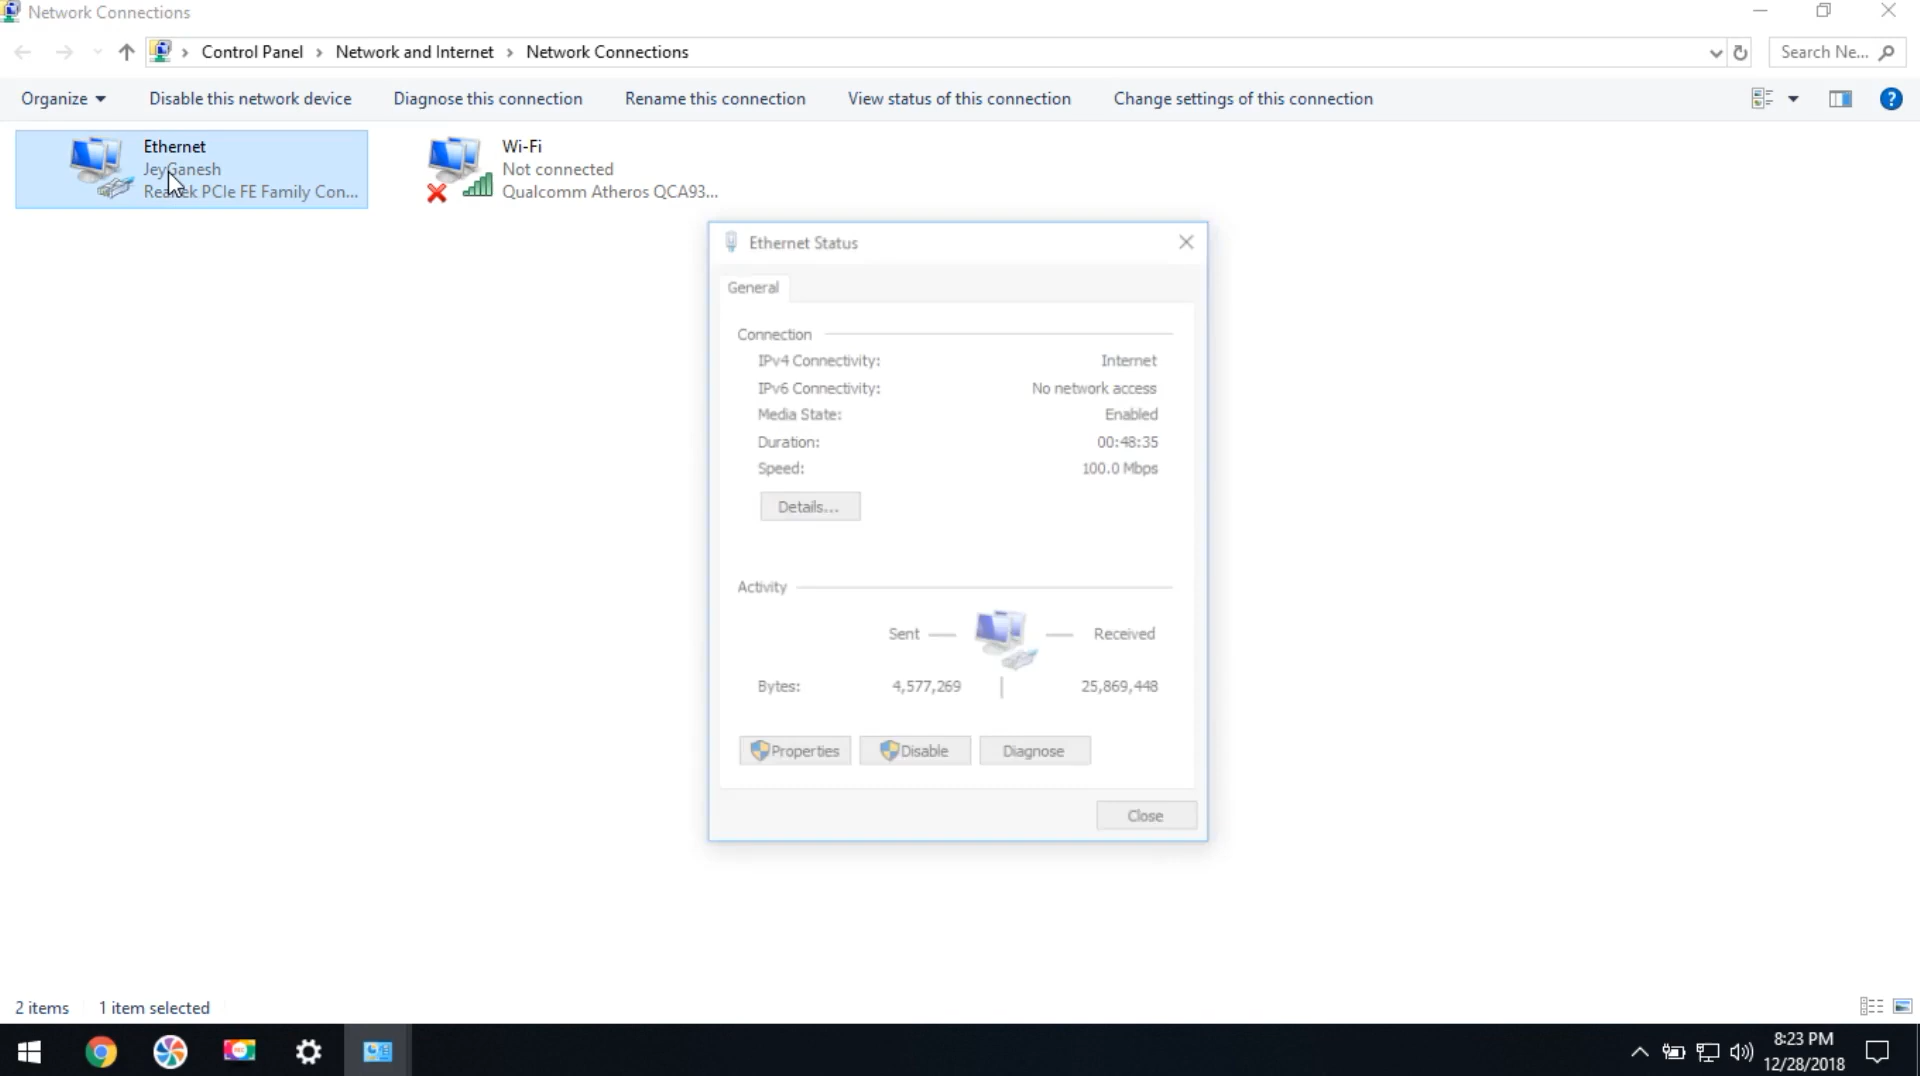 Network Connections
Control Panel > Network and Internet > Network Connections
Search Ne...
Organize
Disable this network device
Diagnose this connection
Rename this connection
View status of this connection
Change settings of this connection
Ethernet
JeyGanesh
Realtek PCIe FE Family Con...
Wi-Fi
Not connected
Qualcomm Atheros QCA93...
Ethernet Status
General
Connection
IPv4 Connectivity: Internet
IPv6 Connectivity: No network access
Media State: Enabled
Duration: 00:48:35
Speed: 100.0 Mbps
Details...
Activity
Sent — — Received
Bytes: 4,577,269 | 25,869,448
Properties
Disable
Diagnose
Close
2 items
1 item selected
8:23 PM
12/28/2018